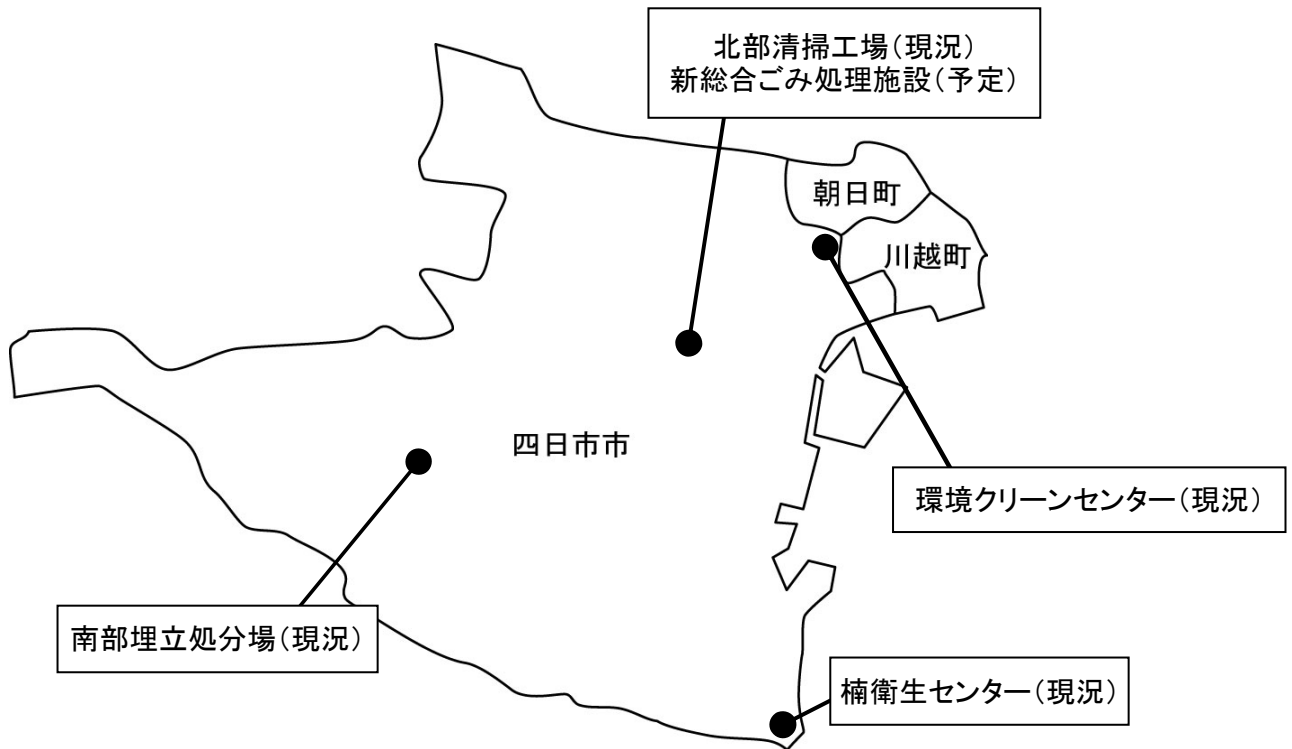 北部清掃工場(現況)
新総合ごみ処理施設(予定)
朝日町
川越町
四日市市
環境クリーンセンター(現況)
南部埋立処分場(現況)
楠衛生センター(現況)